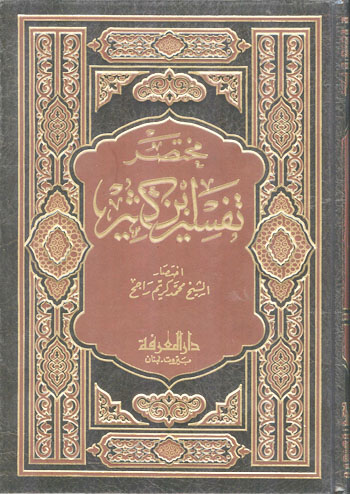 مختصر
تفسير ابن كثير
اختصار
الشيخ محمد كريم راجح
دار المعرفة
بيروت - لبنان